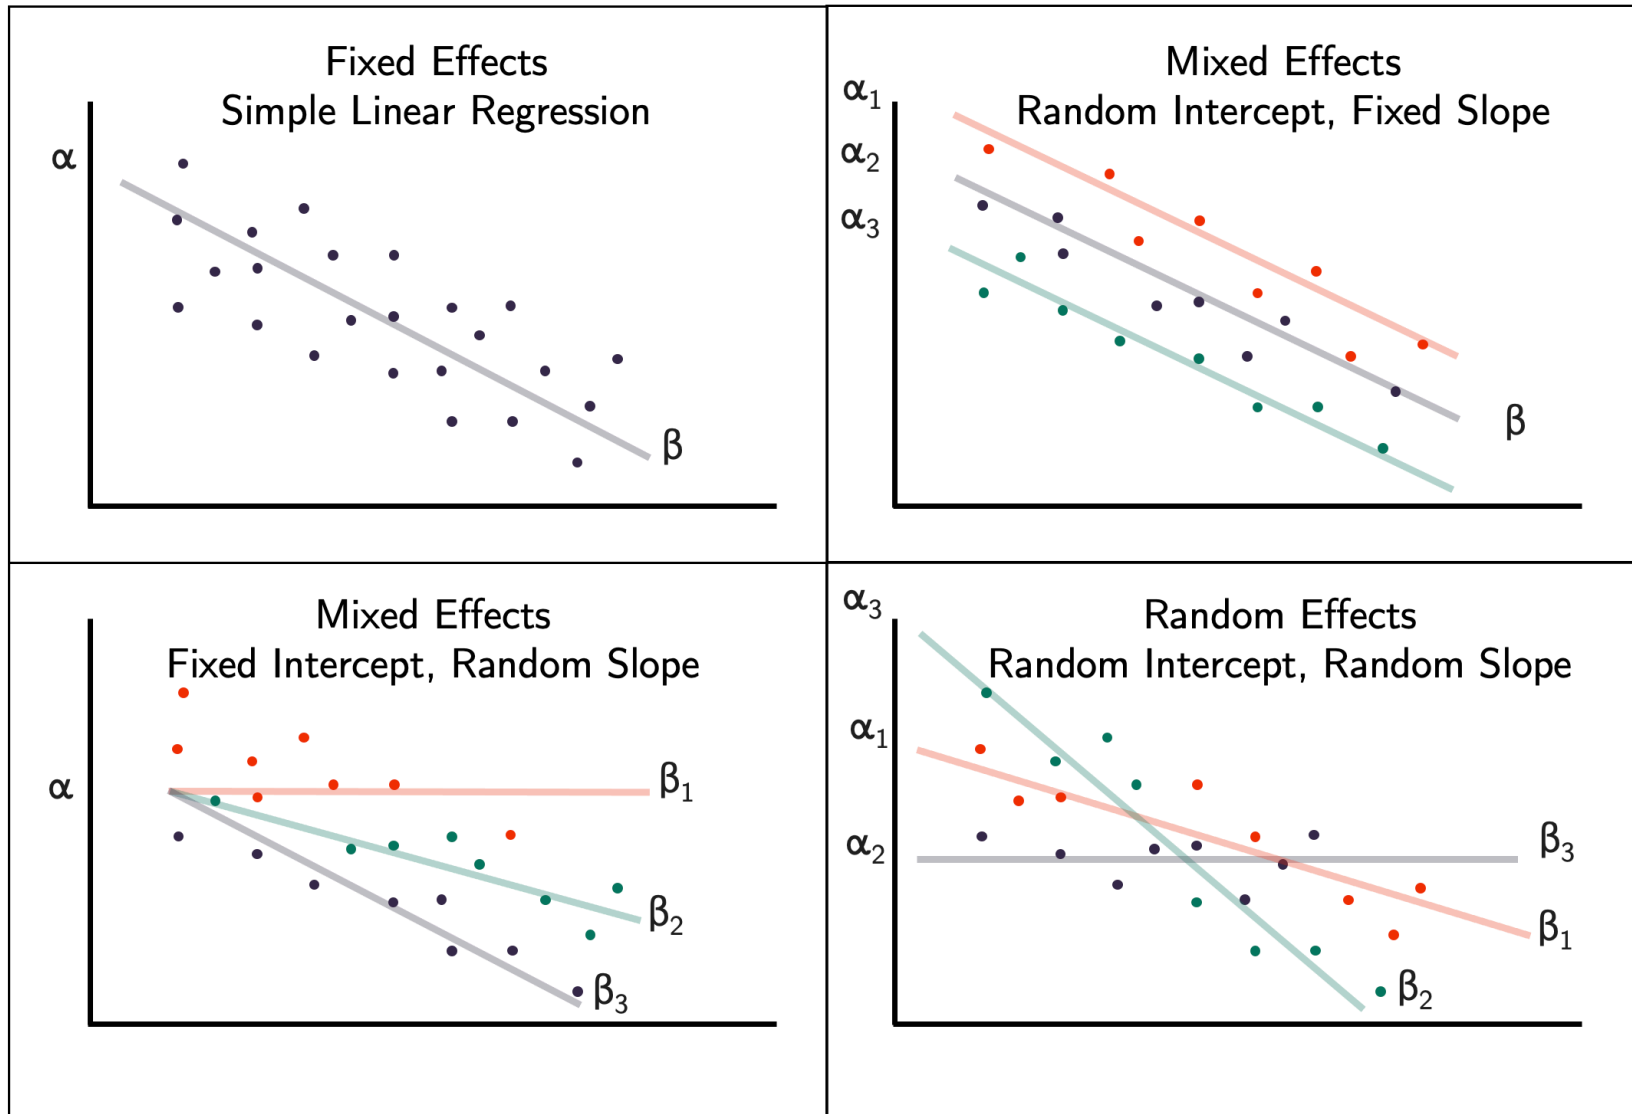 Fixed Effects
Simple Linear Regression
α
β
Mixed Effects
Random Intercept, Fixed Slope
α1
α2
α3
β
Mixed Effects
Fixed Intercept, Random Slope
α
β1
β2
β3
Random Effects
Random Intercept, Random Slope
α3
α1
α2
β3
β1
β2